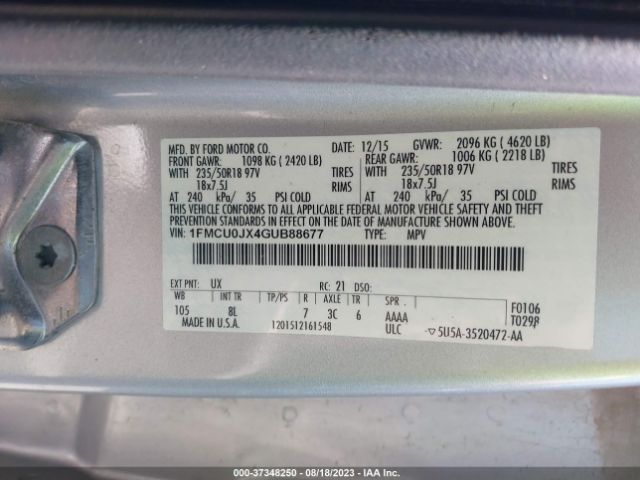 MFD. BY FORD MOTOR CO. DATE: 12/15 GVWR: 2096 KG ( 4620 LB)
FRONT GAWR: 1098 KG ( 2420 LB) REAR GAWR: 1006 KG ( 2218 LB)
WITH 235/50R18 97V TIRES WITH 235/50R18 97V TIRES
18x7.5J RIMS 18x7.5J RIMS
AT 240 kPa/ 35 PSI COLD AT 240 kPa/ 35 PSI COLD
THIS VEHICLE CONFORMS TO ALL APPLICABLE FEDERAL MOTOR VEHICLE SAFETY AND THEFT
PREVENTION STANDARDS IN EFFECT ON THE DATE OF MANUFACTURE SHOWN ABOVE.
VIN: 1FMCU0JX4GUB88677 TYPE: MPV
EXT PNT: UX RC: 21 DSO:
WB INT TR TP/PS R AXLE TR SPR
105 8L 7 3C 6 AAAA F0106
MADE IN U.S.A. 1201512161548 ULC T0298
▽5U5A-3520472-AA
000-37348250 - 08/18/2023 - IAA Inc.